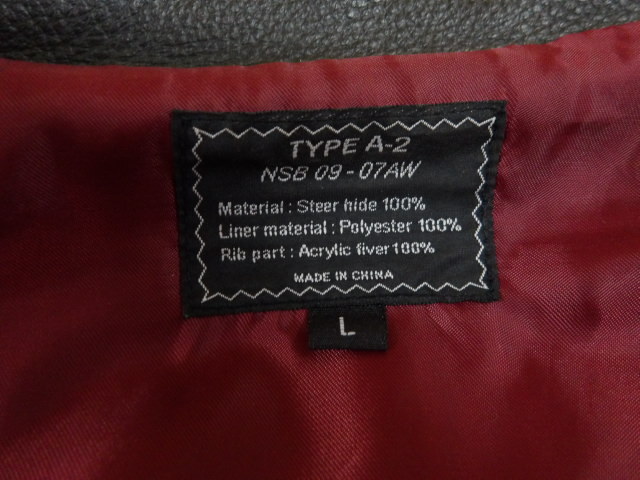 TYPE A-2
NSB 09-07AW
Material : Steer hide 100%
Liner material : Polyester 100%
Rib part : Acrylic fiver100%
MADE IN CHINA
L